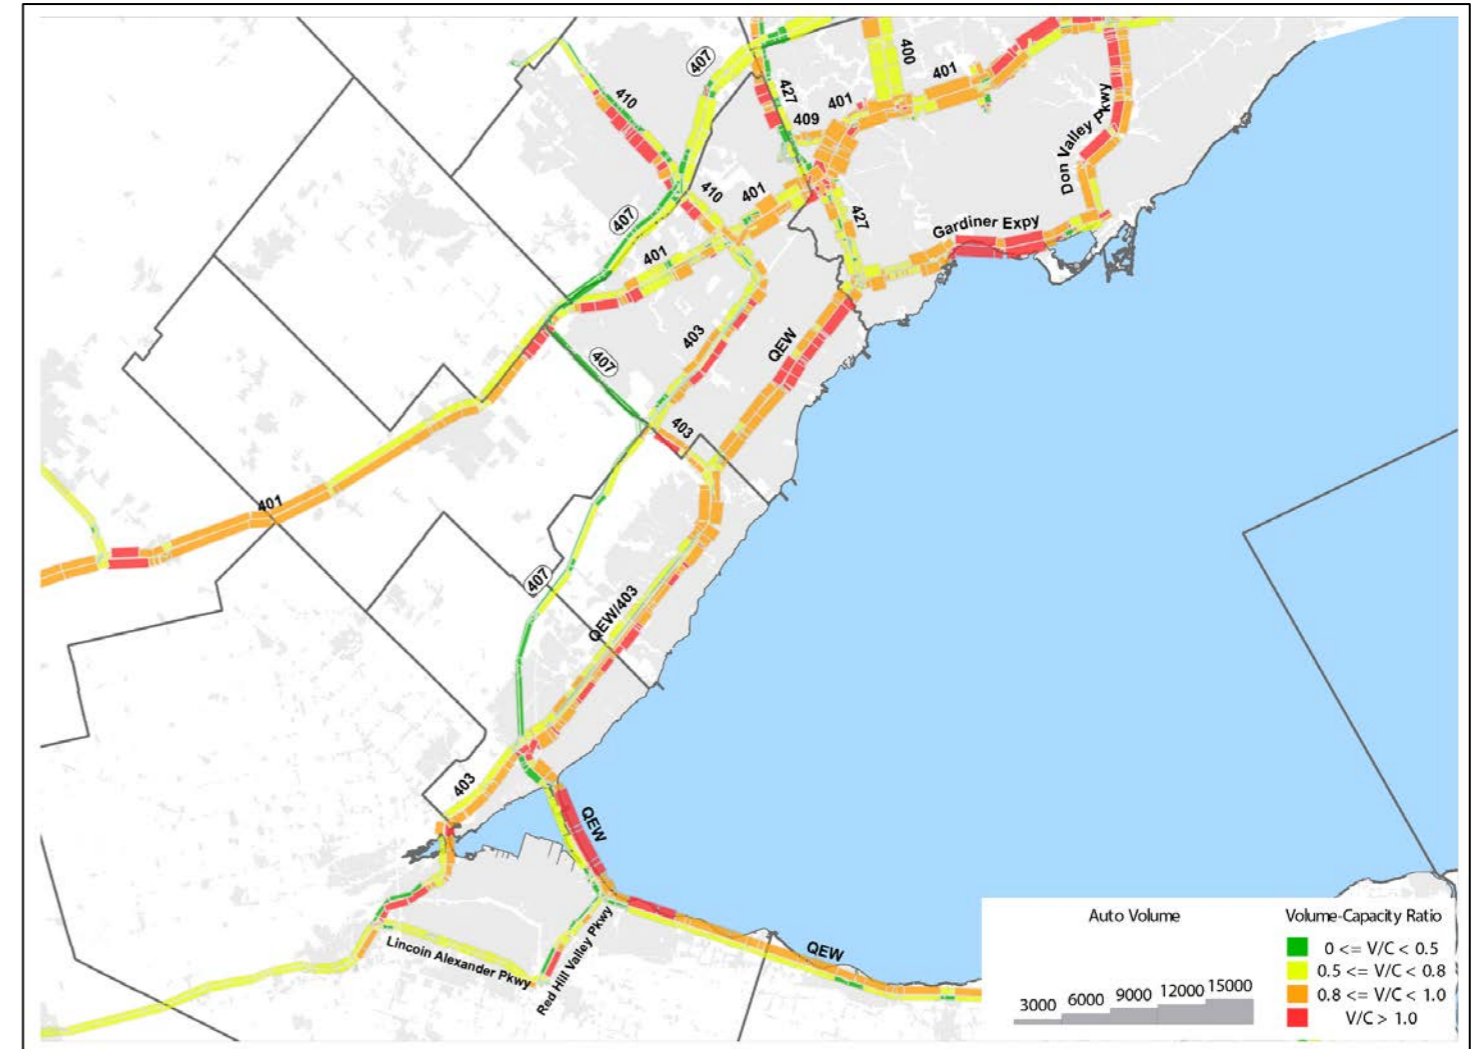 407
400
401
410
427
401
409
Don Valley Pkwy
410
401
407
427
Gardiner Expy
401
403
QEW
407
403
401
407
QEW/403
403
QEW
Lincoin Alexander Pkwy
Red Hill Valley Pkwy
QEW
Auto Volume
3000 6000 9000 12000 15000
Volume-Capacity Ratio
0 <= V/C < 0.5
0.5 <= V/C < 0.8
0.8 <= V/C < 1.0
V/C > 1.0